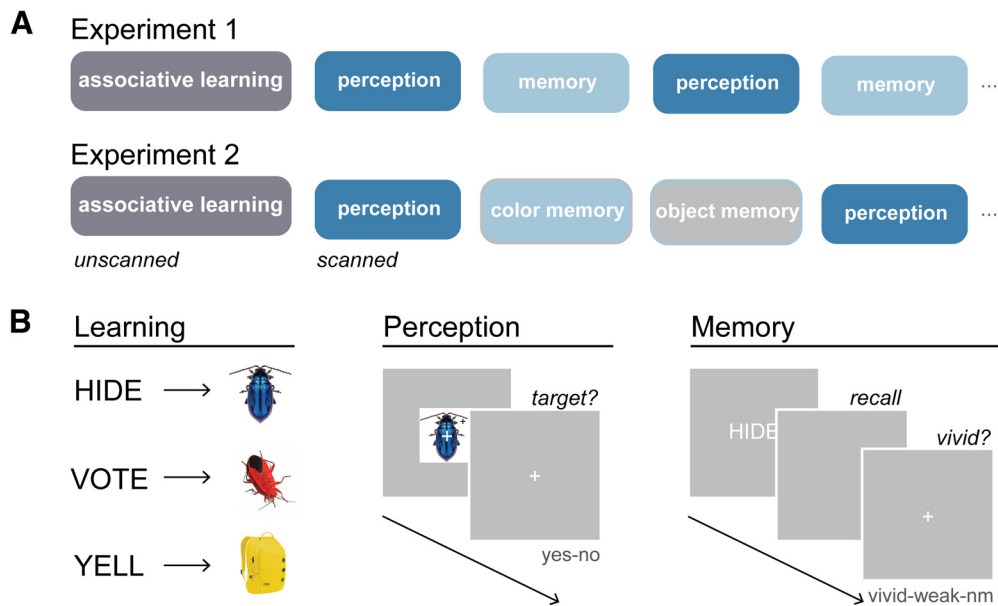 A
Experiment 1
associative learning perception memory perception memory ...
Experiment 2
associative learning perception color memory object memory perception ...
unscanned scanned
B
Learning Perception Memory
HIDE
VOTE
YELL
target?
yes-no
HIDE
recall
vivid?
vivid-weak-nm